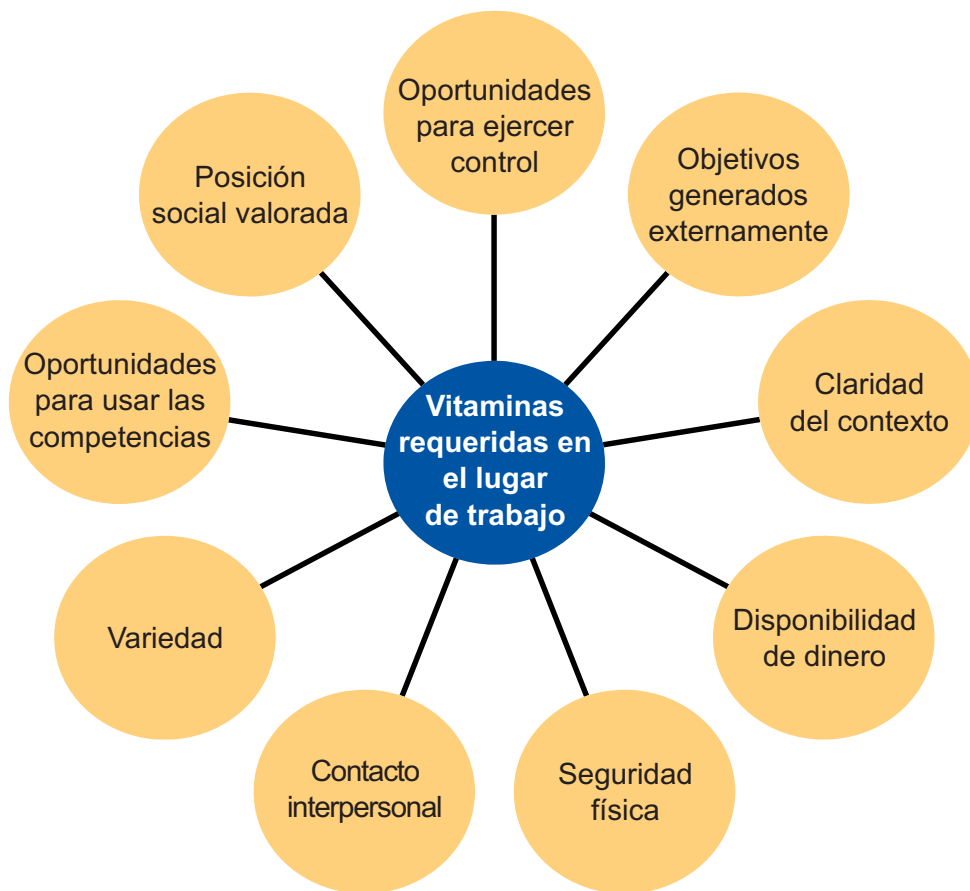 Oportunidades
para ejercer
control
Objetivos
generados
externamente
Claridad
del contexto
Disponibilidad
de dinero
Seguridad
física
Contacto
interpersonal
Variedad
Oportunidades
para usar las
competencias
Posición
social valorada
Vitaminas
requeridas en
el lugar
de trabajo